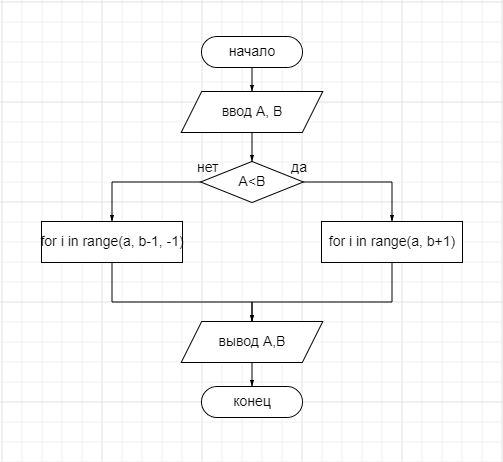 начало
ввод А, В
нет
да
A<B
for i in range(a, b-1, -1)
for i in range(a, b+1)
вывод А,В
конец